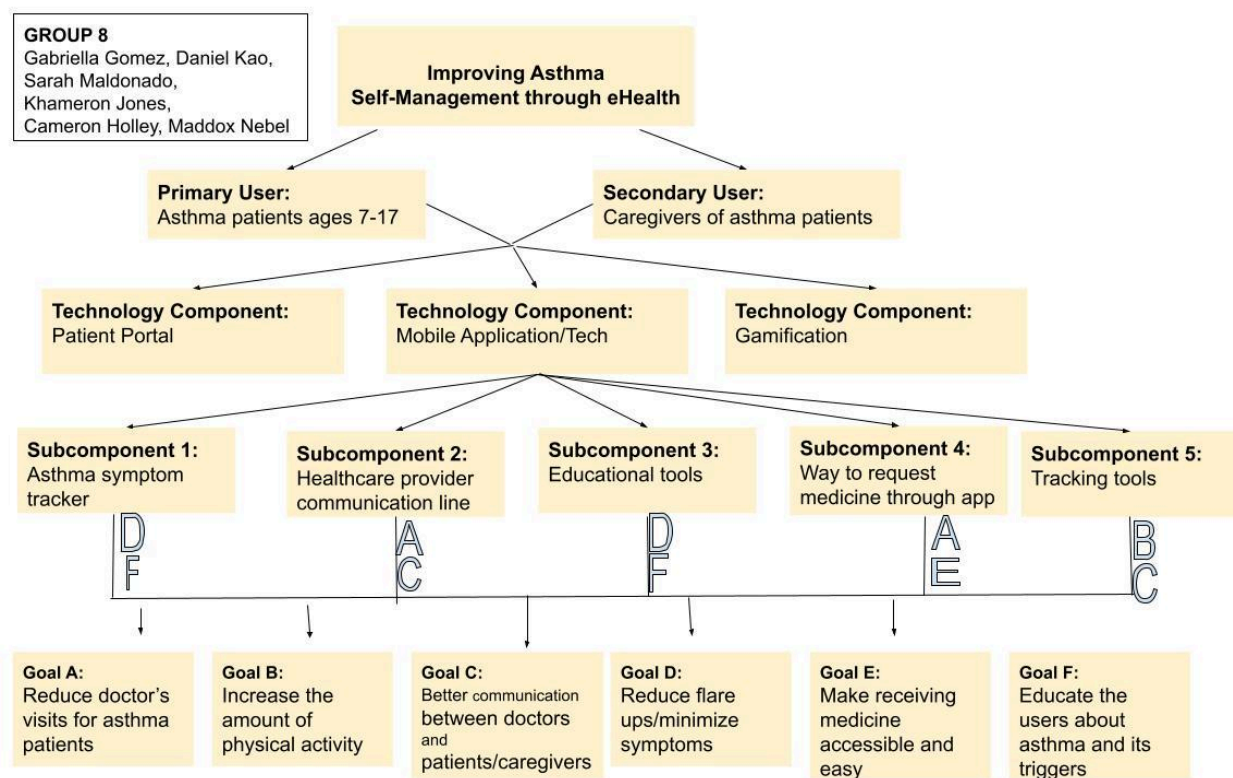 GROUP 8
Gabriella Gomez, Daniel Kao,
Sarah Maldonado,
Khameron Jones,
Cameron Holley, Maddox Nebel
Improving Asthma
Self-Management through eHealth
Primary User:
Asthma patients ages 7-17
Secondary User:
Caregivers of asthma patients
Technology Component:
Patient Portal
Technology Component:
Mobile Application/Tech
Technology Component:
Gamification
Subcomponent 1:
Asthma symptom
tracker
Subcomponent 2:
Healthcare provider
communication line
Subcomponent 3:
Educational tools
Subcomponent 4:
Way to request
medicine through app
Subcomponent 5:
Tracking tools
D
F
A
C
D
F
A
E
B
C
Goal A:
Reduce doctor's
visits for asthma
patients
Goal B:
Increase the
amount of
physical activity
Goal C:
Better communication
between doctors
and
patients/caregivers
Goal D:
Reduce flare
ups/minimize
symptoms
Goal E:
Make receiving
medicine
accessible and
easy
Goal F:
Educate the
users about
asthma and its
triggers